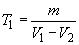 T₁ = m / (V₁ − V₂)